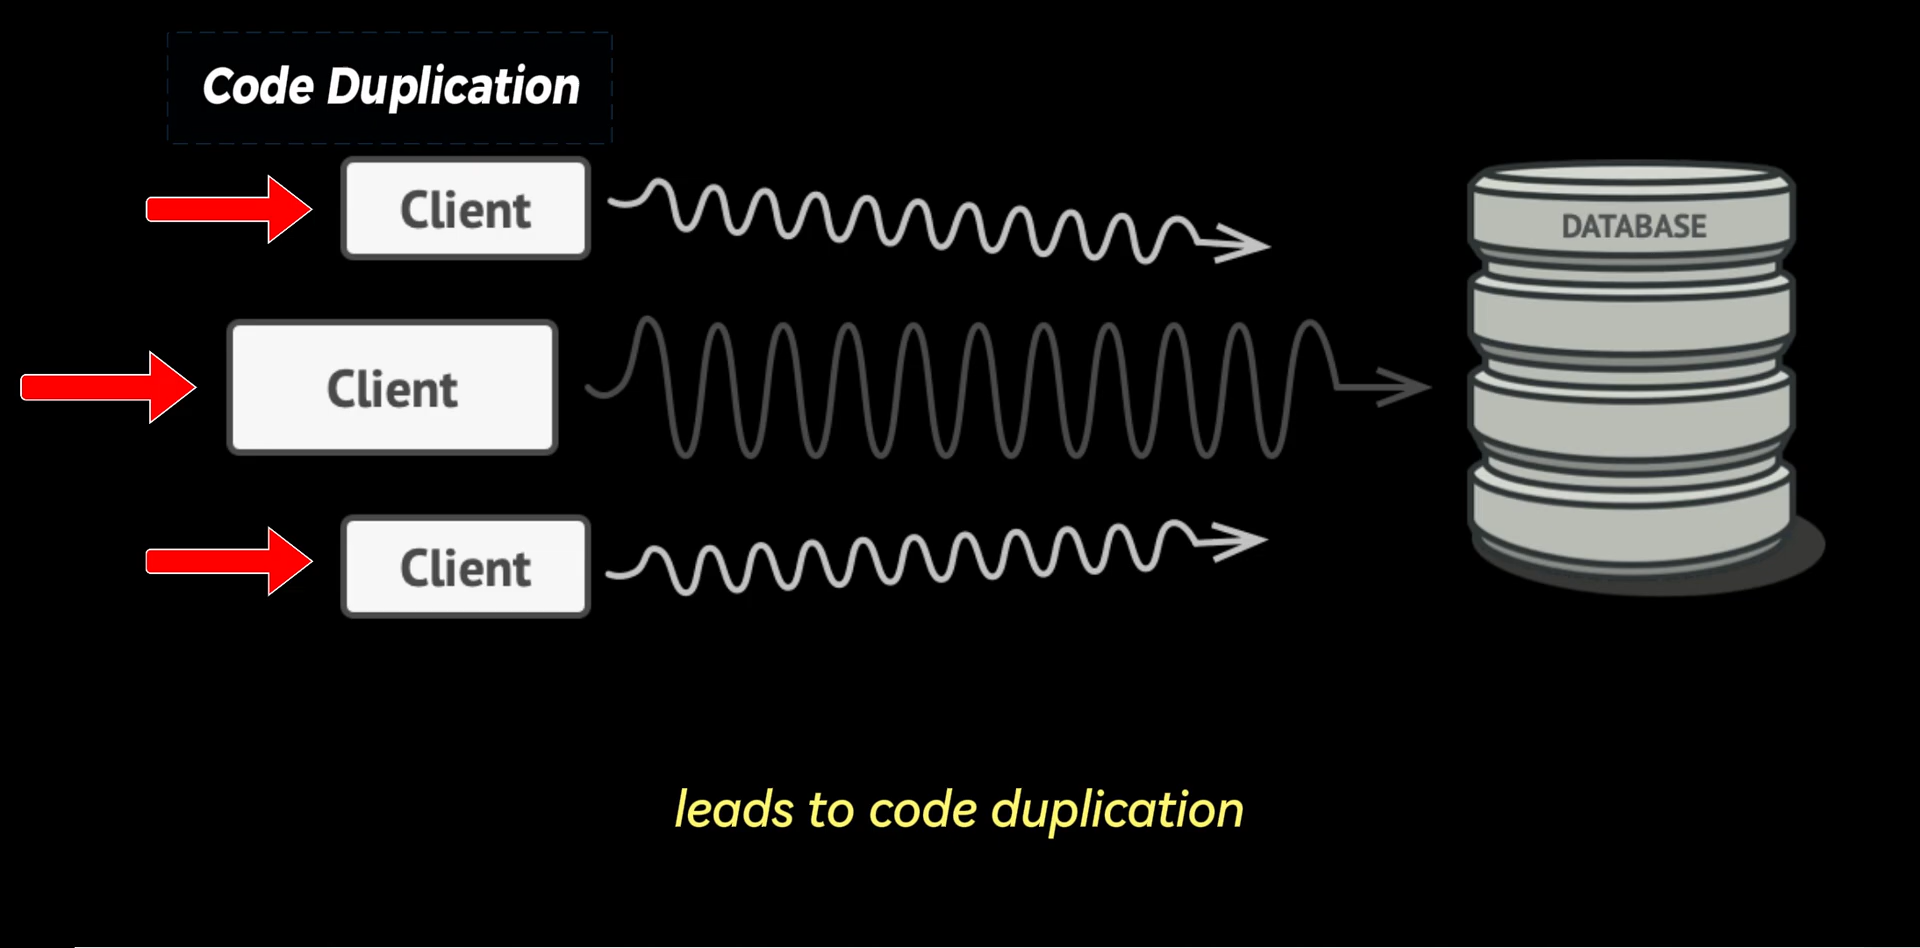 Code Duplication
Client
DATABASE
Client
Client
leads to code duplication